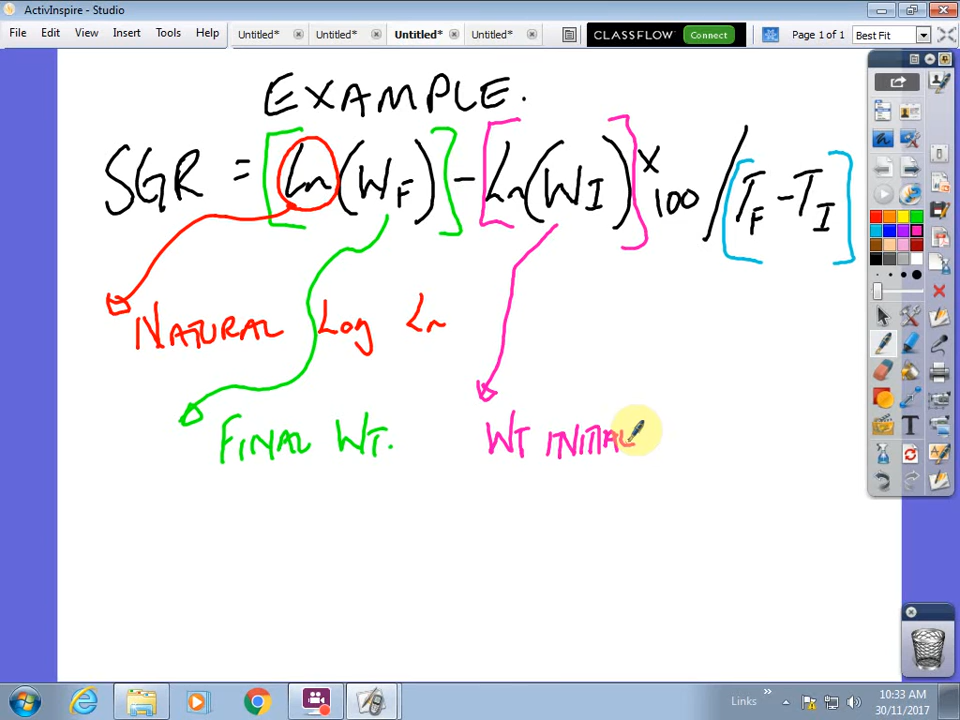 ActivInspire - Studio
File Edit View Insert Tools Help Untitled* Untitled* Untitled* Untitled* CLASSFLOW Connect Page 1 of 1 Best Fit
EXAMPLE.
SGR = [Ln(WF)] - [Ln(WI)] x 100 / [TF - TI]
NATURAL Log Ln
FINAL WT. WT INITIAL
Links » 10:33 AM
30/11/2017